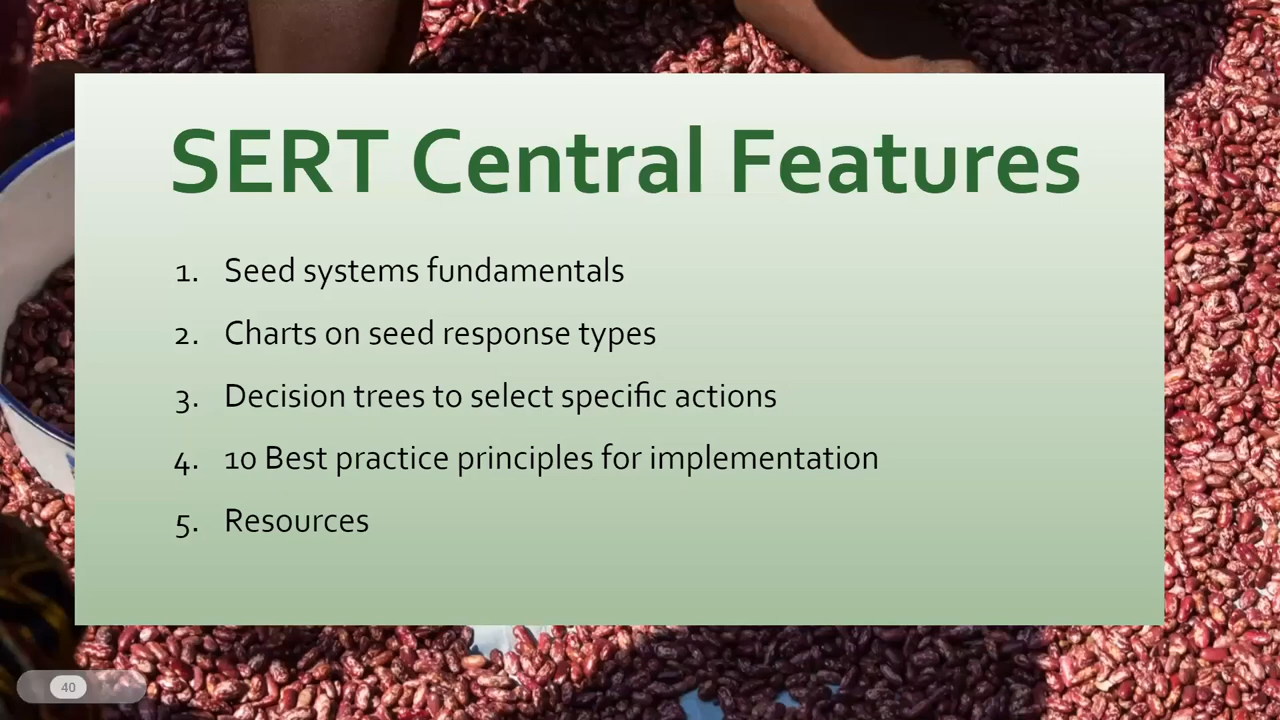 SERT Central Features
1. Seed systems fundamentals
2. Charts on seed response types
3. Decision trees to select specific actions
4. 10 Best practice principles for implementation
5. Resources
40